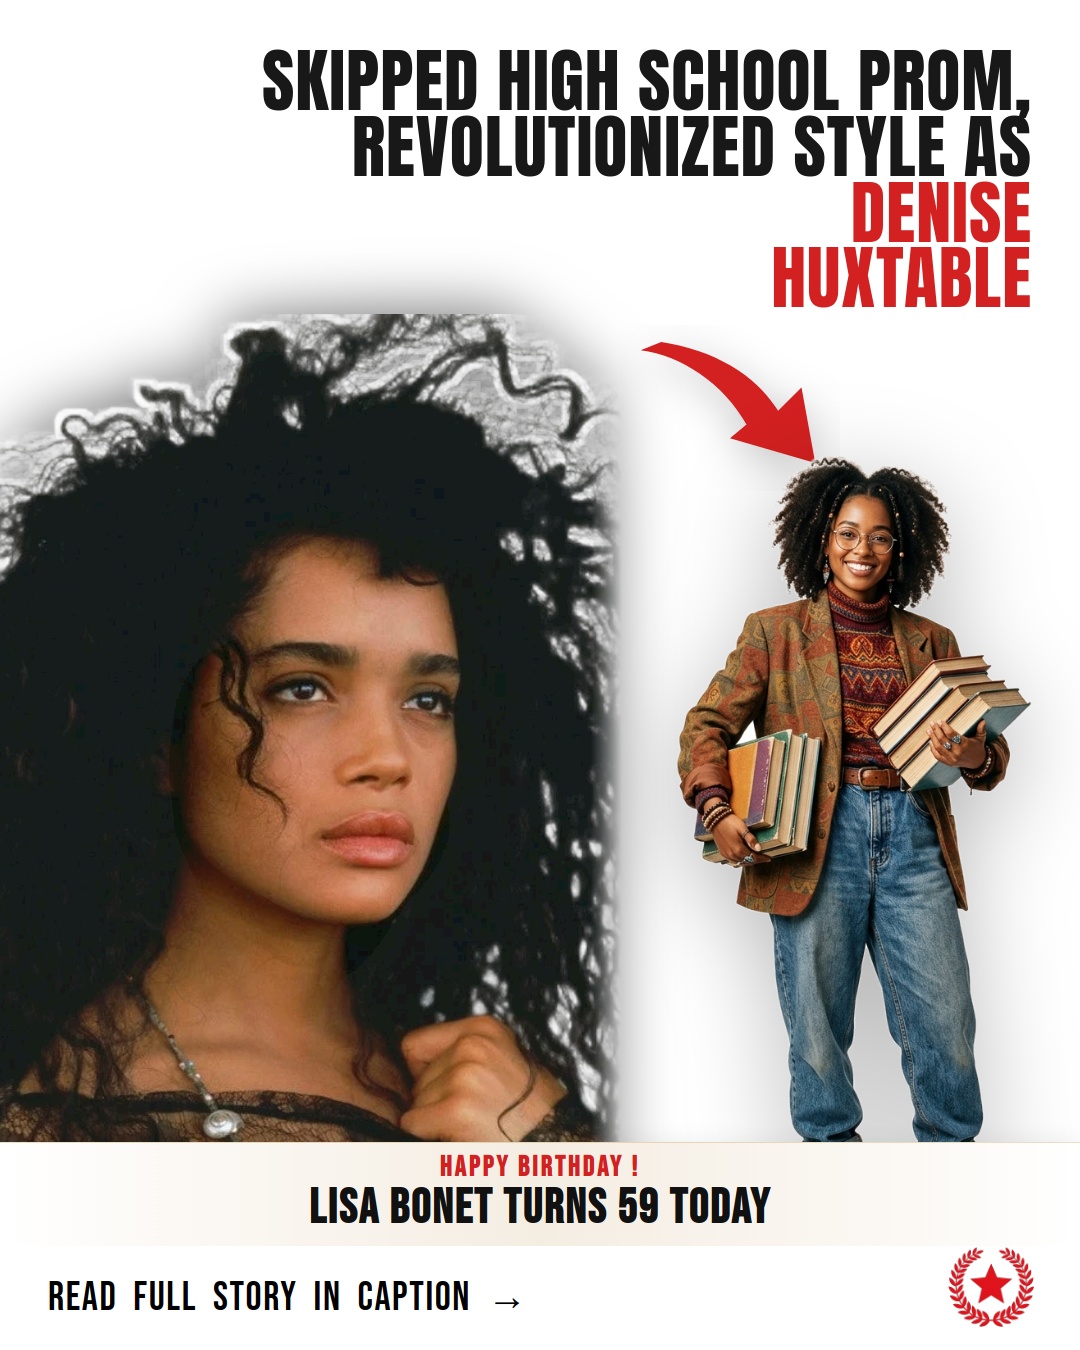 SKIPPED HIGH SCHOOL PROM,
REVOLUTIONIZED STYLE AS
DENISE
HUXTABLE
HAPPY BIRTHDAY !
LISA BONET TURNS 59 TODAY
READ FULL STORY IN CAPTION →